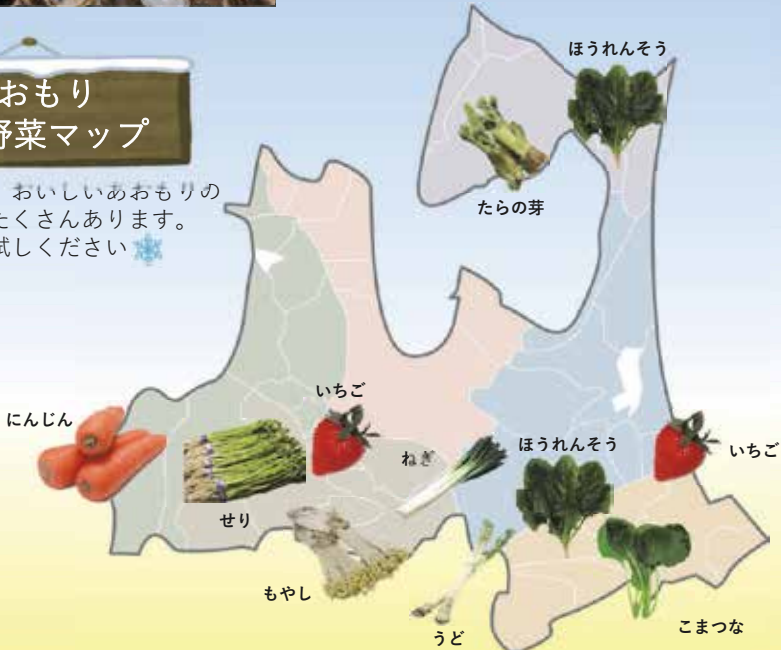 おもり
野菜マップ
おいしいあおもりの
たくさんあります。
試しください
ほうれんそう
たらの芽
いちご
にんじん
ねぎ
ほうれんそう
いちご
せり
もやし
うど
こまつな